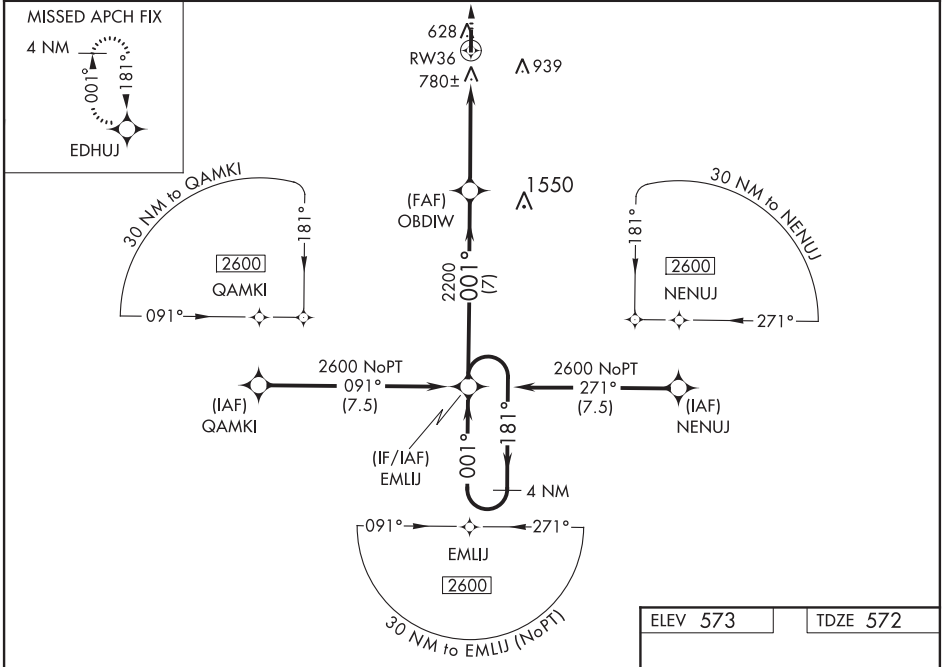 MISSED APCH FIX
4 NM
001°
181°
EDHUJ
628
RW36
780±
939
(FAF)
OBDIW
1550
30 NM to QAMKI
181°
2600
QAMKI
091°
30 NM to NENUJ
181°
2600
NENUJ
271°
2200
001°
(7)
2600 NoPT
091°
(7.5)
(IAF)
QAMKI
2600 NoPT
271°
(7.5)
(IAF)
NENUJ
(IF/IAF)
EMLIJ
001°
181°
4 NM
091°
271°
EMLIJ
2600
30 NM to EMLIJ (NoPT)
ELEV 573
TDZE 572